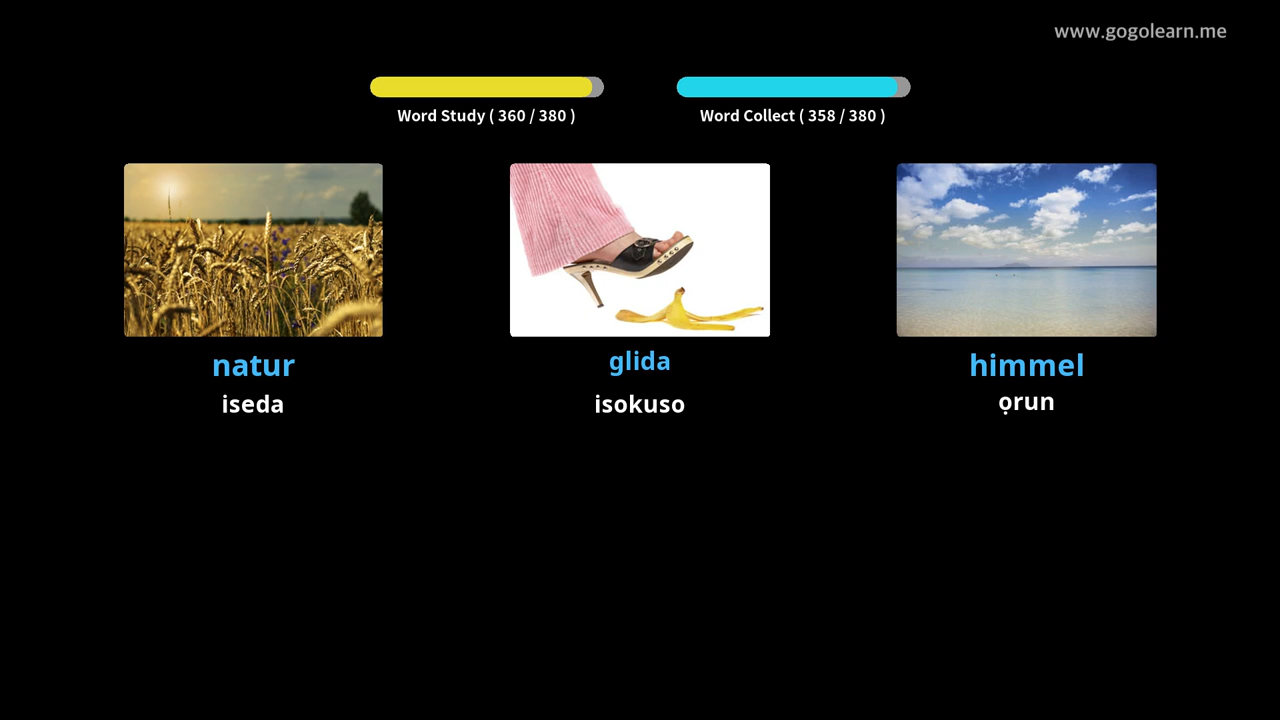 www.gogolearn.me
Word Study ( 360 / 380 )
Word Collect ( 358 / 380 )
natur
iseda
glida
isokuso
himmel
ọrun